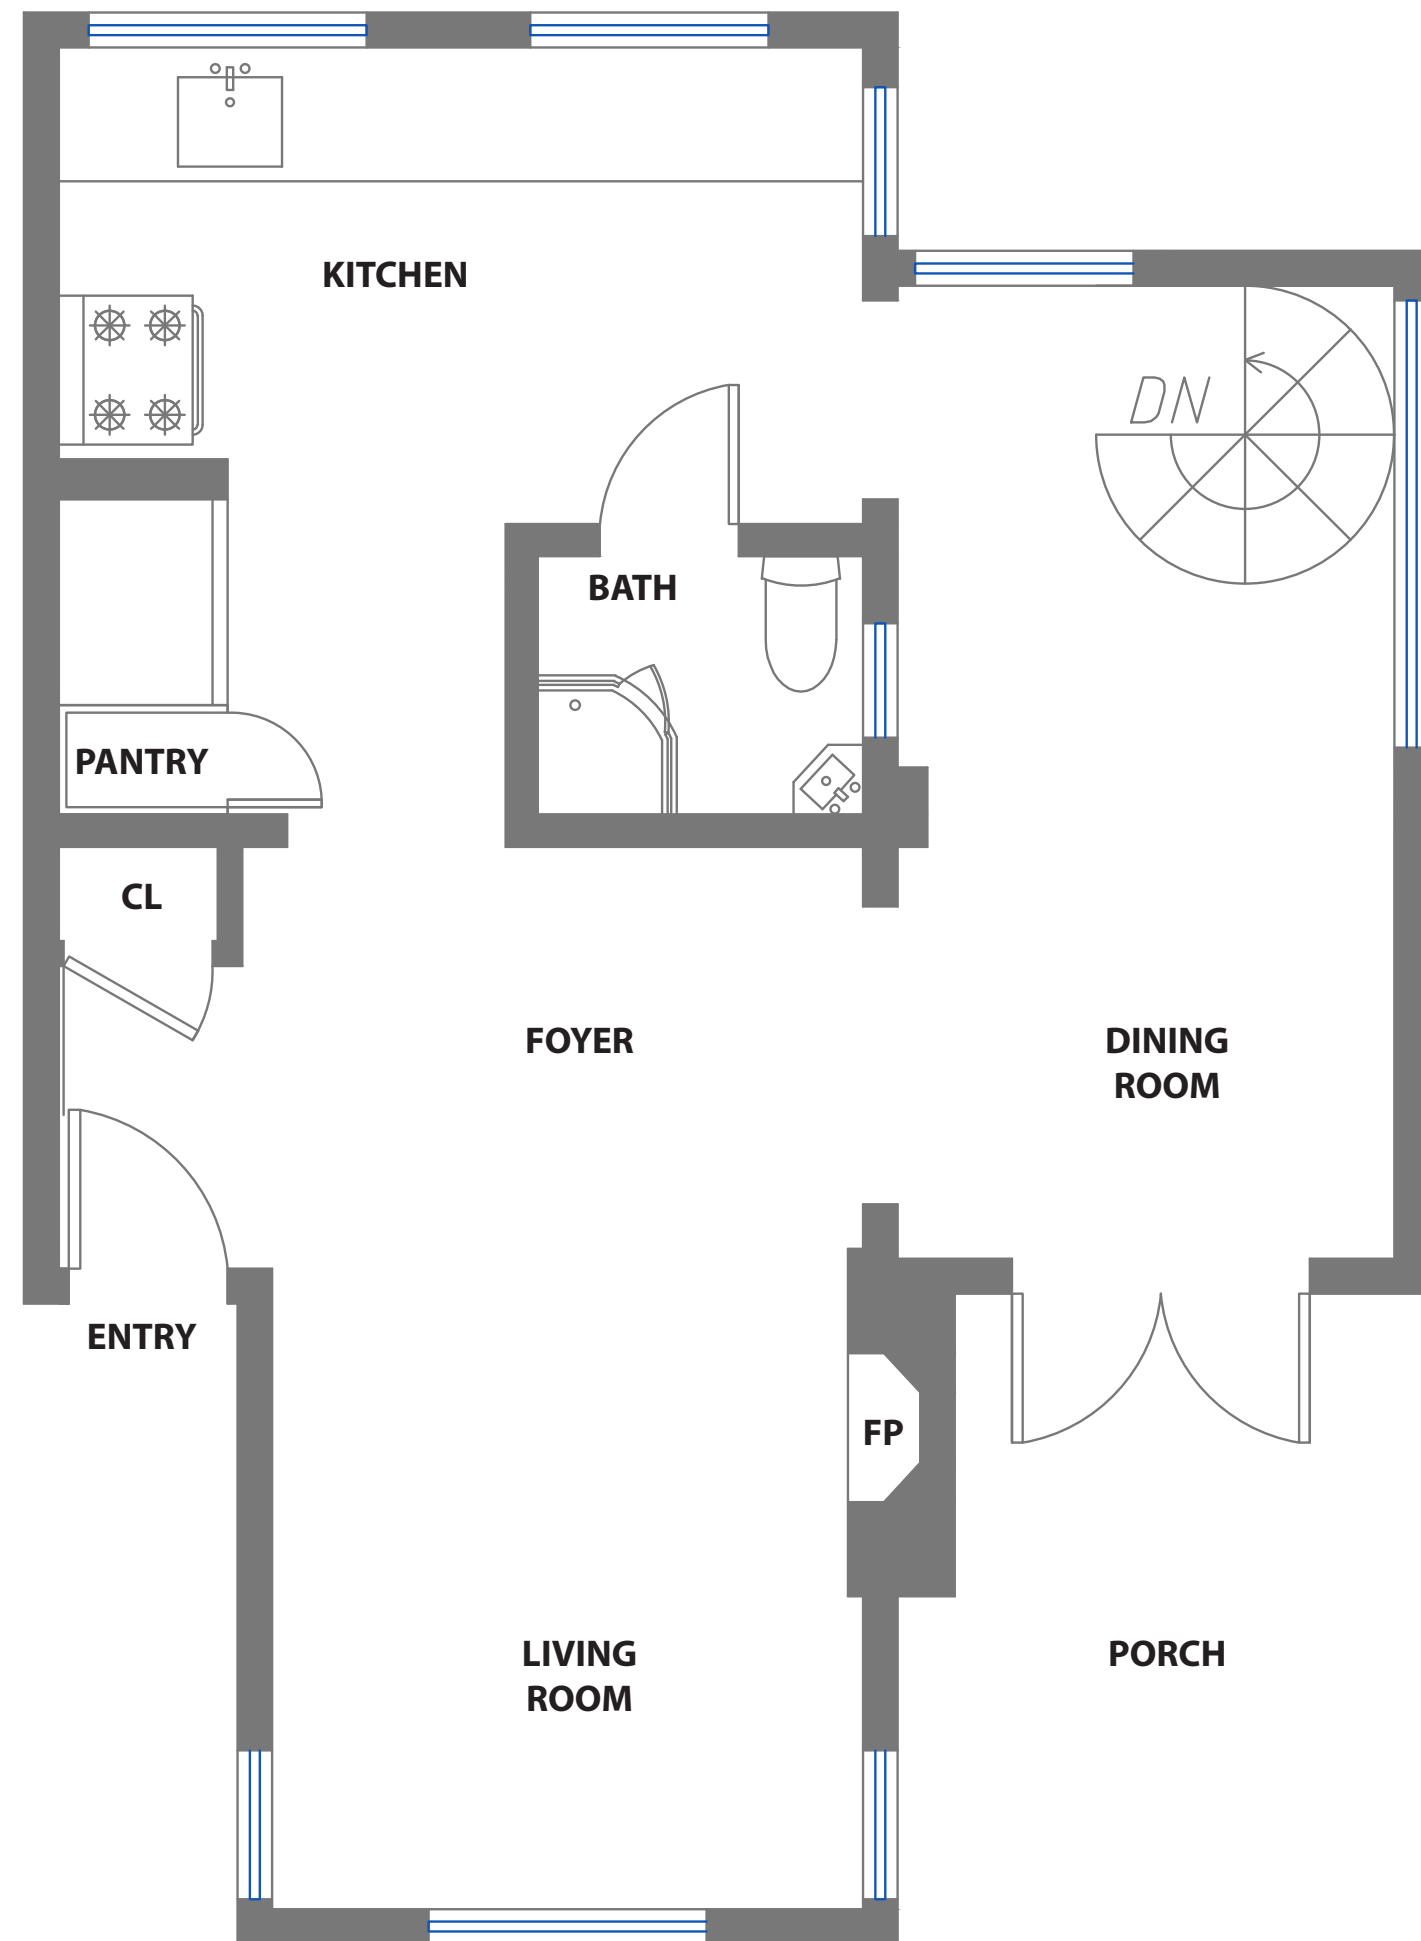 KITCHEN
DN
BATH
PANTRY
CL
FOYER
DINING
ROOM
ENTRY
FP
LIVING
ROOM
PORCH